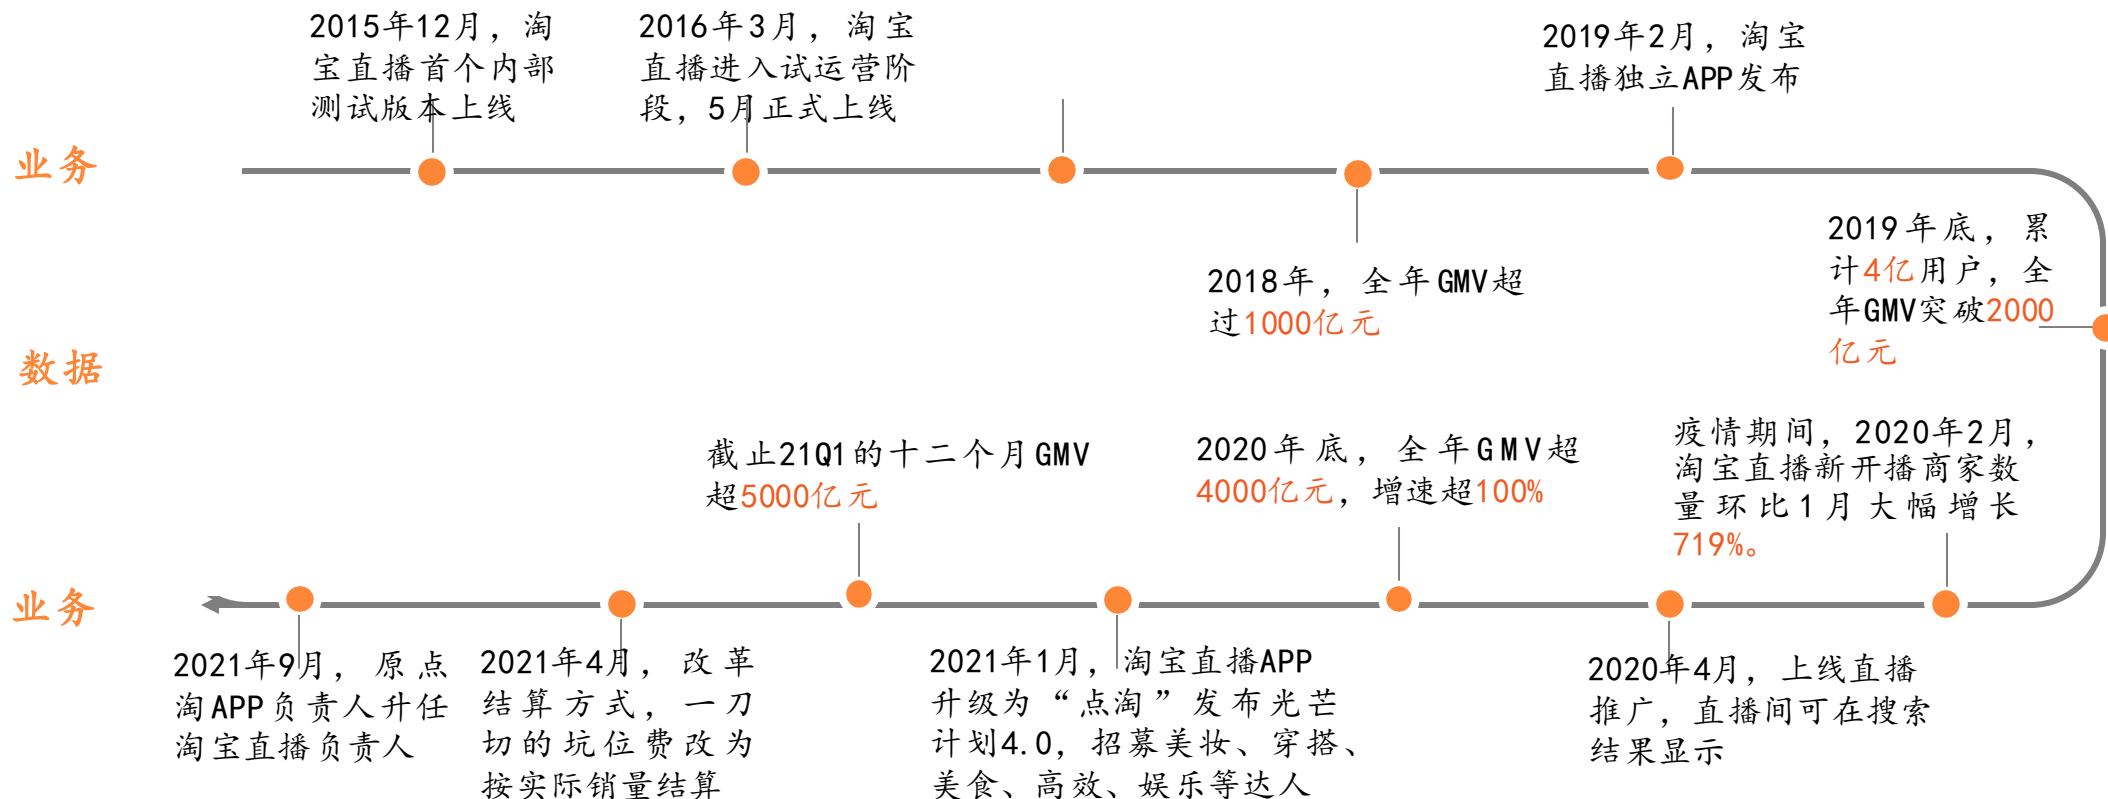 2015年12月，淘
宝直播首个内部
测试版本上线
2016年3月，淘宝
直播进入试运营阶
段，5月正式上线
2019年2月，淘宝
直播独立APP发布
业务
2018年，全年GMV超
过1000亿元
2019年底，累
计4亿用户，全
年GMV突破2000
亿元
数据
截止21Q1的十二个月GMV
超5000亿元
2020年底，全年GMV超
4000亿元，增速超100%
疫情期间，2020年2月，
淘宝直播新开播商家数
量环比1月大幅增长
719%。
业务
2021年9月，原点
淘APP负责人升任
淘宝直播负责人
2021年4月，改革
结算方式，一刀
切的坑位费改为
按实际销量结算
2021年1月，淘宝直播APP
升级为“点淘”发布光芒
计划4.0，招募美妆、穿搭、
美食、高效、娱乐等达人
2020年4月，上线直播
推广，直播间可在搜索
结果显示